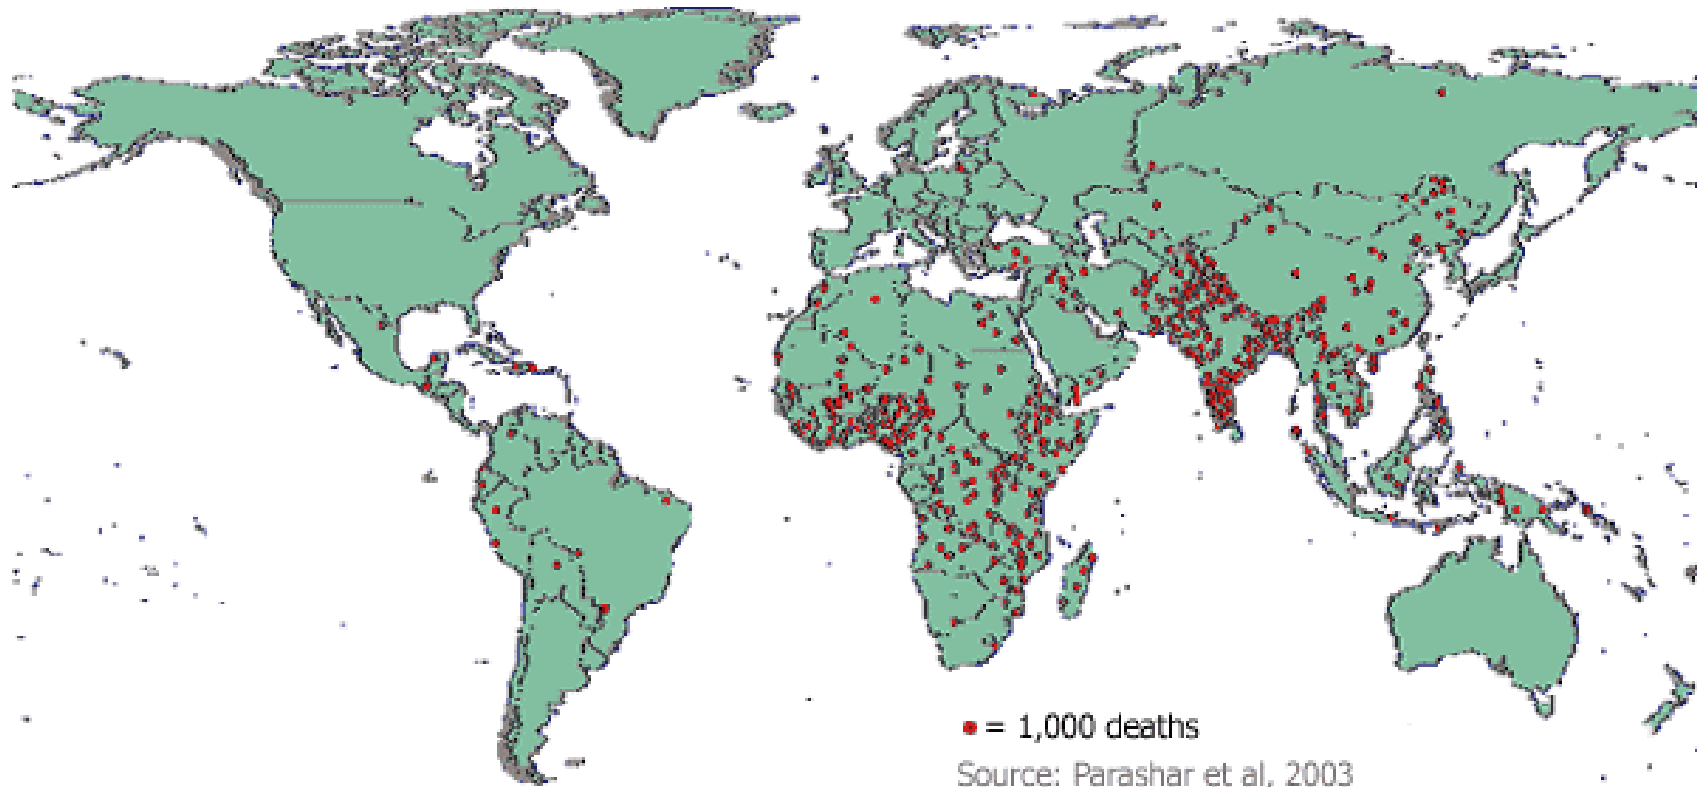 = 1,000 deaths
Source: Parashar et al, 2003